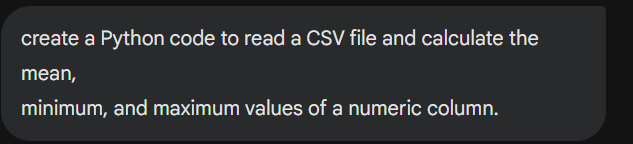 create a Python code to read a CSV file and calculate the
mean,
minimum, and maximum values of a numeric column.